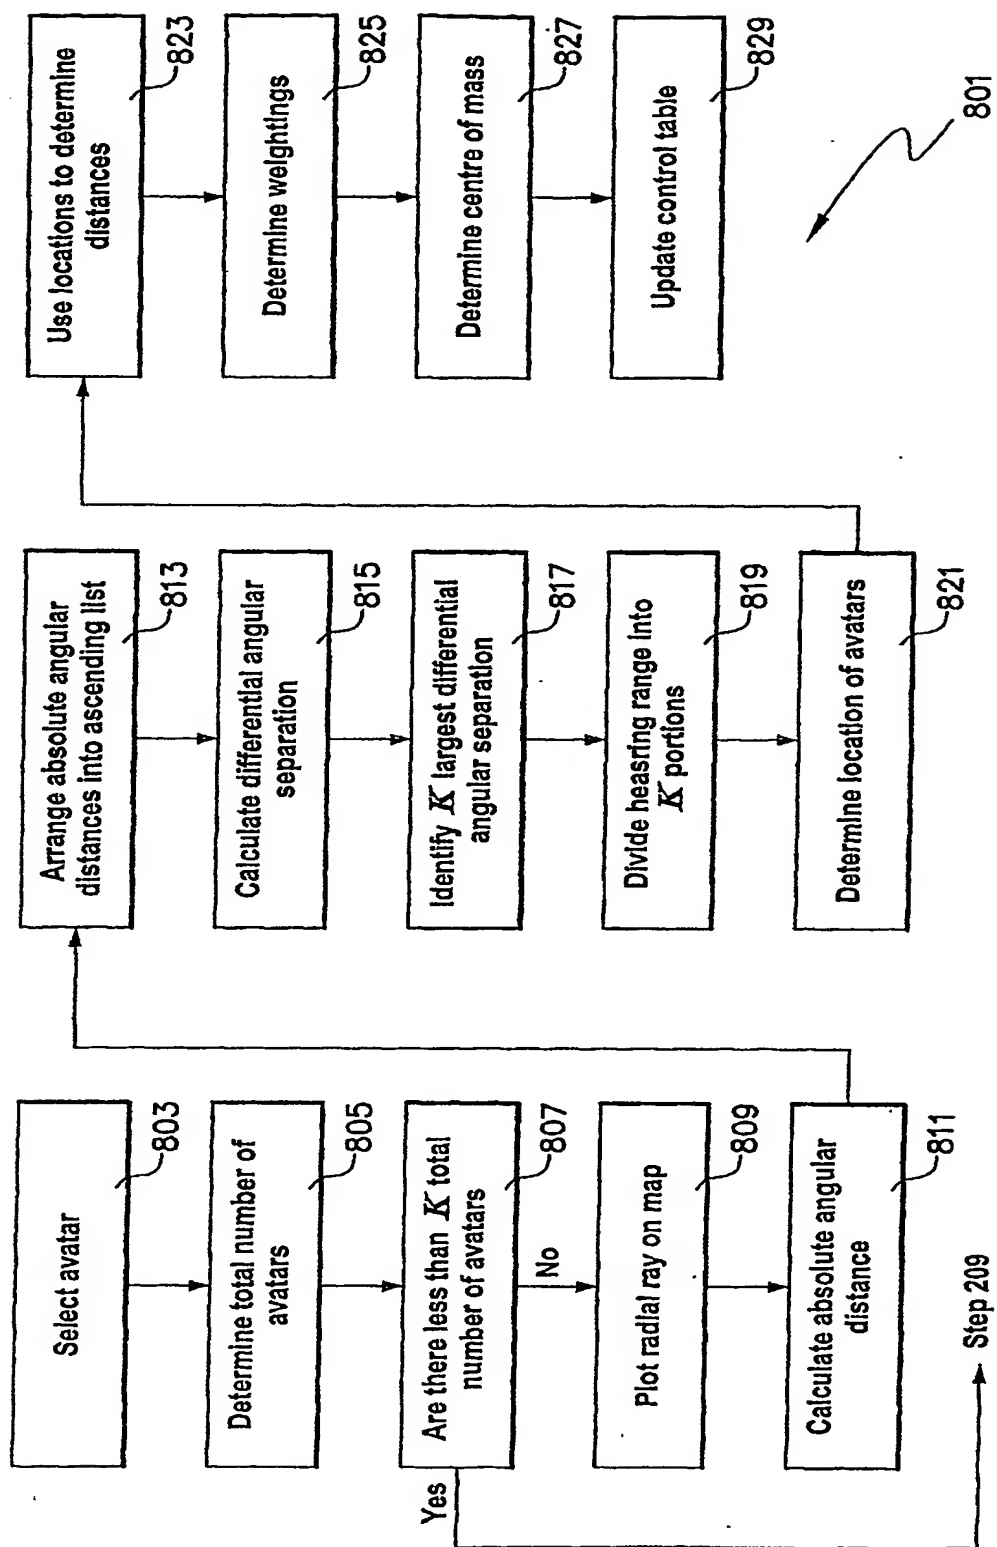 Select avatar
803
Determine total number of
avatars
805
Are there less than K total
number of avatars
807
Yes
No
Plot radial ray on map
809
Calculate absolute angular
distance
811
Step 209
Arrange absolute angular
distances into ascending list
813
Calculate differential angular
separation
815
Identify K largest differential
angular separation
817
Divide heasring range into
K portions
819
Determine location of avatars
821
Use locations to determine
distances
823
Determine weightings
825
Determine centre of mass
827
Update control table
829
801